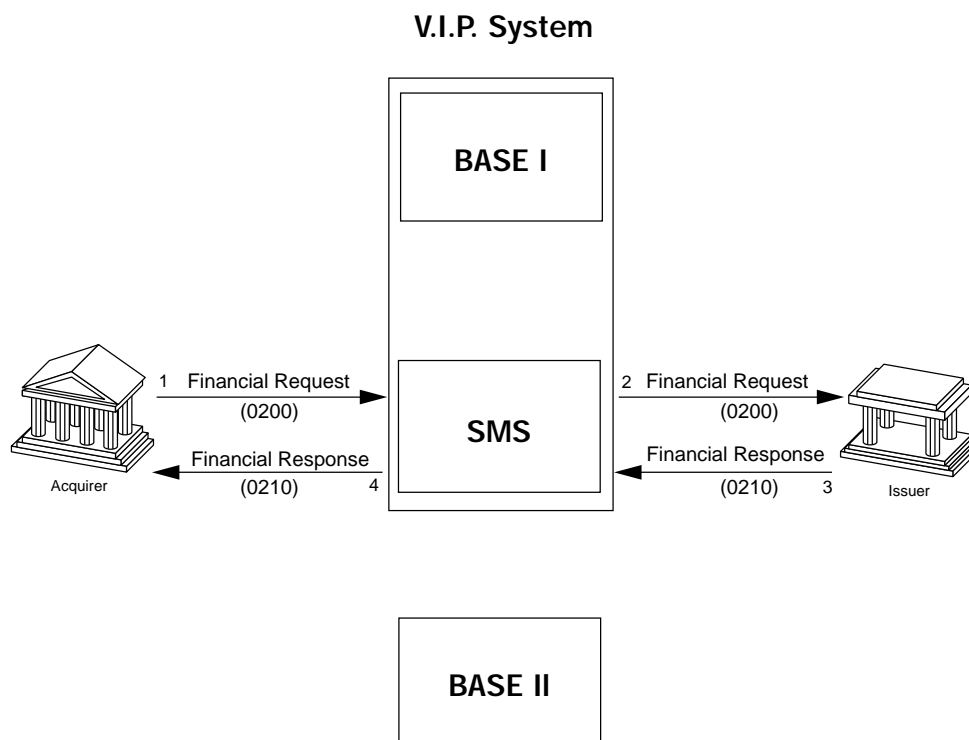 V.I.P. System
BASE I
1 Financial Request
(0200)
2 Financial Request
(0200)
SMS
Financial Response
(0210) 4
Financial Response
(0210) 3
Acquirer
Issuer
BASE II